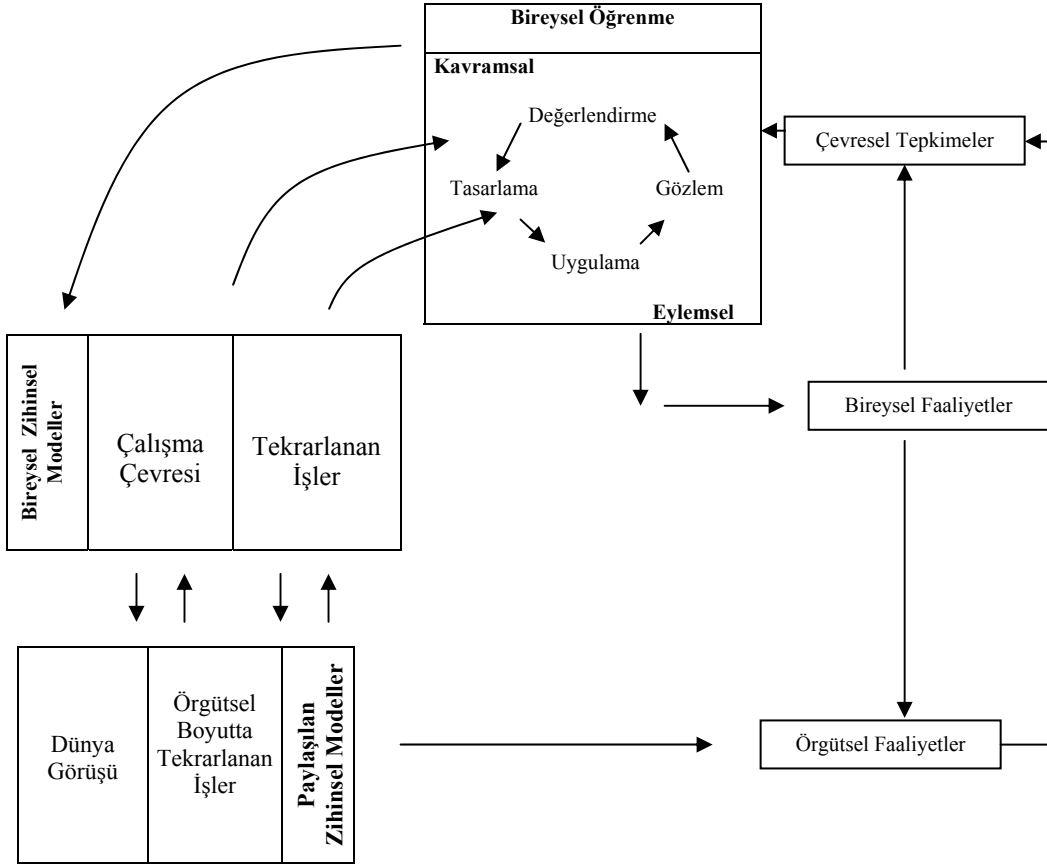 Bireysel Öğrenme
Kavramsal
Değerlendirme
Tasarlama
Gözlem
Uygulama
Eylemsel
Çevresel Tepkimeler
Bireysel Faaliyetler
Bireysel Zihinsel
Modeller
Çalışma
Çevresi
Tekrarlanan
İşler
Dünya
Görüşü
Örgütsel
Boyutta
Tekrarlanan
İşler
Paylaşılan
Zihinsel Modeller
Örgütsel Faaliyetler